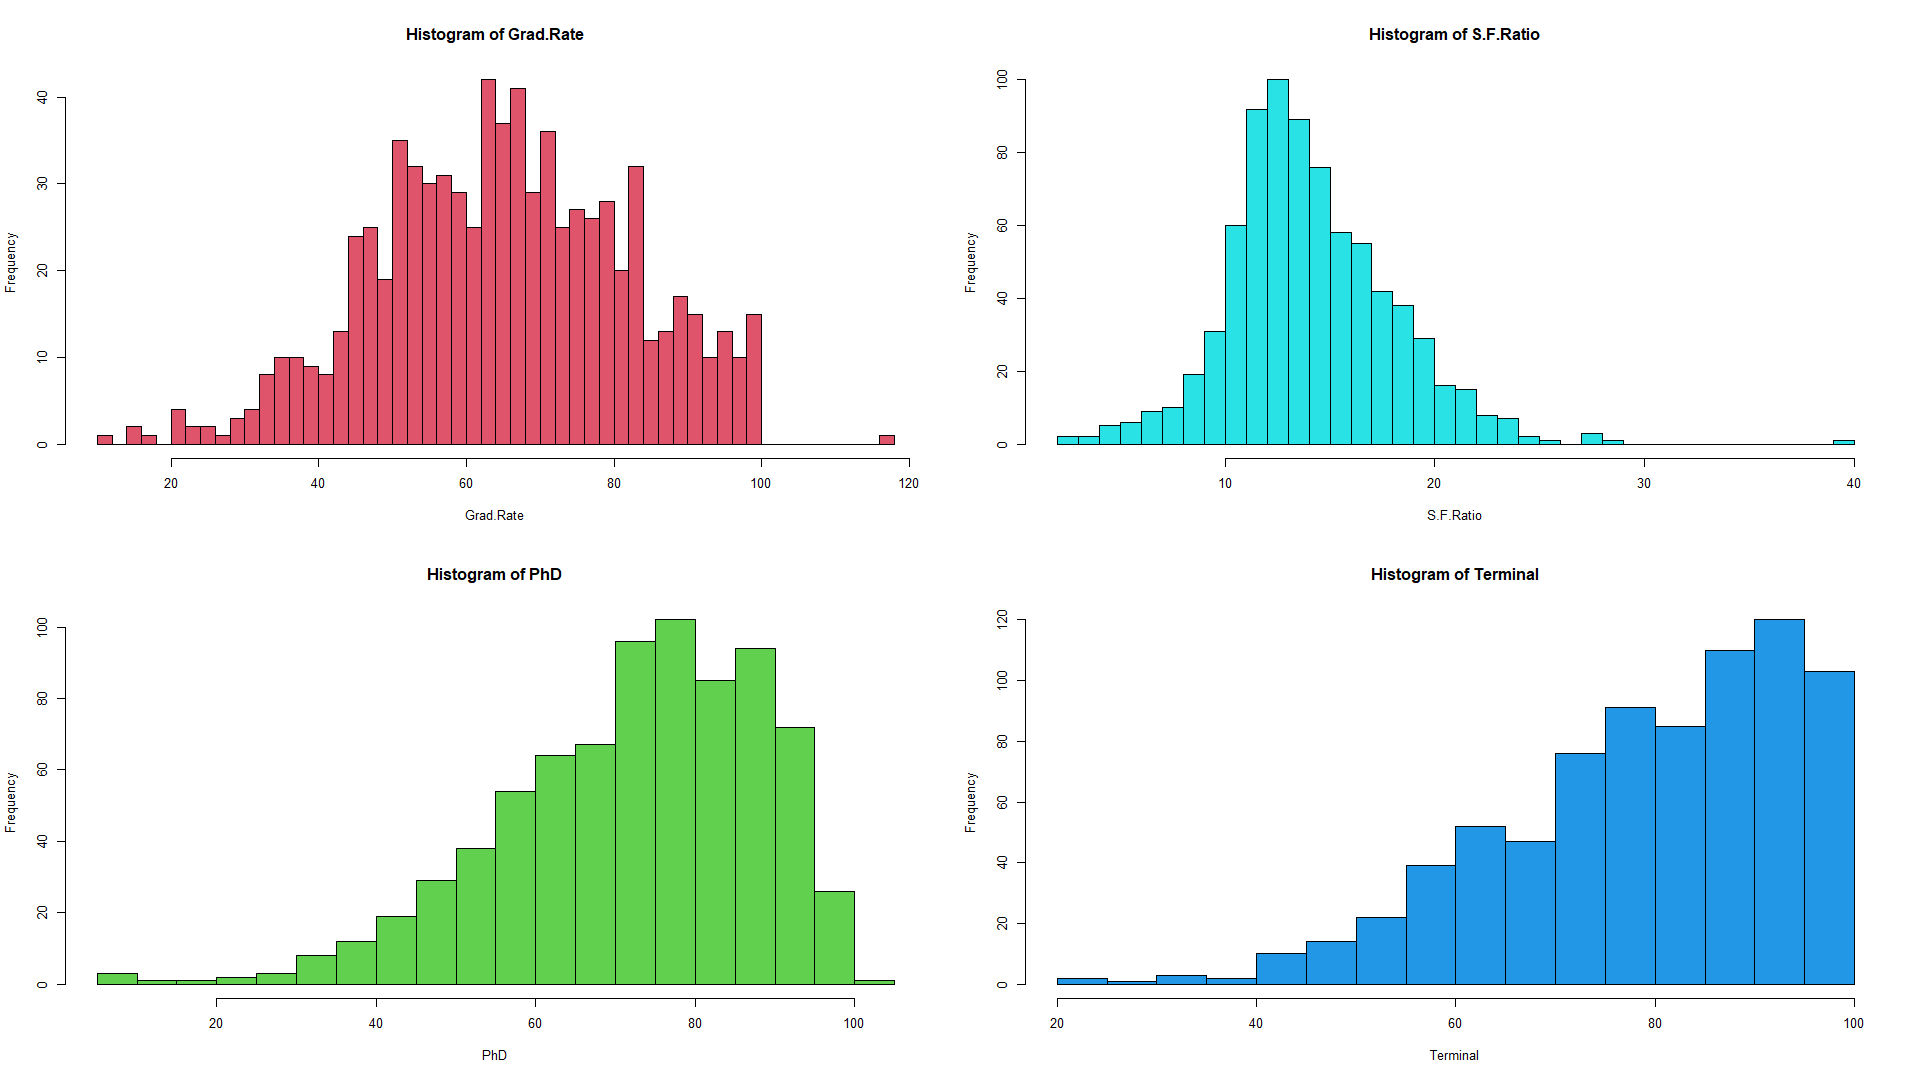 Histogram of Grad.Rate
Frequency
0 10 20 30 40
20 40 60 80 100 120
Grad.Rate
Histogram of S.F.Ratio
Frequency
0 20 40 60 80 100
10 20 30 40
S.F.Ratio
Histogram of PhD
Frequency
0 20 40 60 80 100
20 40 60 80 100
PhD
Histogram of Terminal
Frequency
0 20 40 60 80 100 120
20 40 60 80 100
Terminal